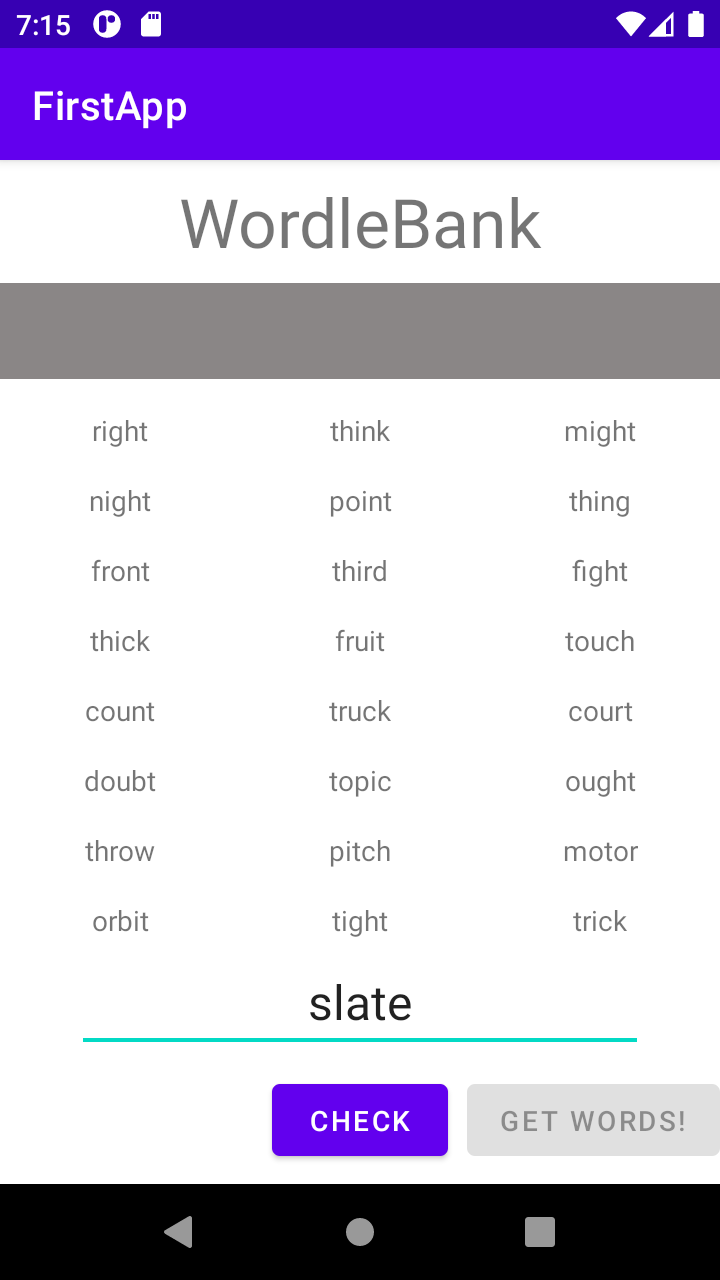 7:15
FirstApp
WordleBank
right think might
night point thing
front third fight
thick fruit touch
count truck court
doubt topic ought
throw pitch motor
orbit tight trick
slate
CHECK GET WORDS!